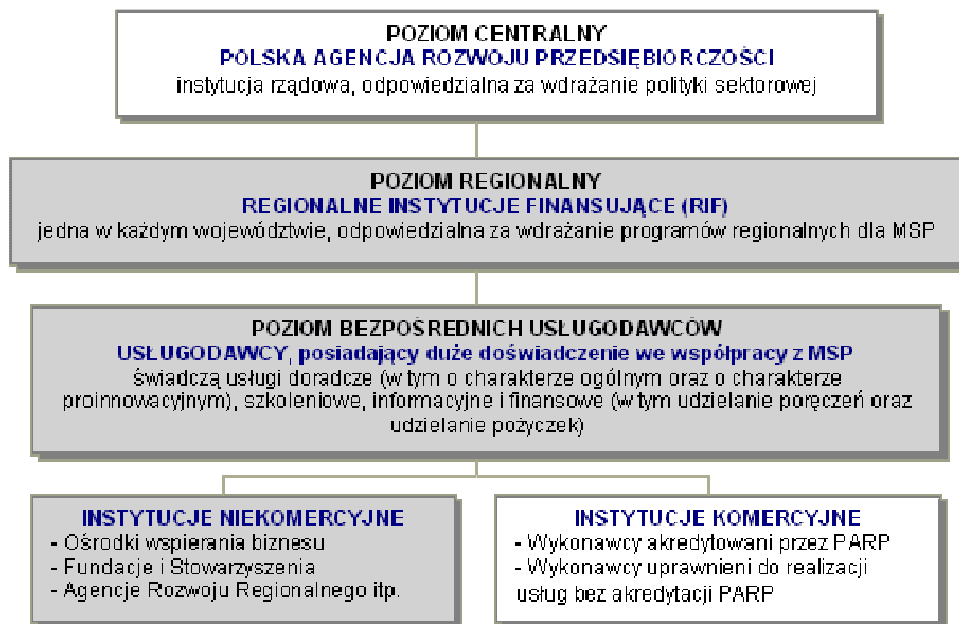 POZIOM CENTRALNY
POLSKA AGENCJA ROZWOJU PRZEDSIĘBIORCZOŚCI
instytucja rządowa, odpowiedzialna za wdrażanie polityki sektorowej
POZIOM REGIONALNY
REGIONALNE INSTYTUCJE FINANSUJĄCE (RIF)
jedna w każdym województwie, odpowiedzialna za wdrażanie programów regionalnych dla MSP
POZIOM BEZPOŚREDNICH USŁUGODAWCÓW
USŁUGODAWCY, posiadający duże doświadczenie we współpracy z MSP
świadczą usługi doradcze (w tym o charakterze ogólnym oraz o charakterze
proinnowacyjnym), szkoleniowe, informacyjne i finansowe (w tym udzielanie poręczeń oraz
udzielanie pożyczek)
INSTYTUCJE NIEKOMERCYJNE
- Ośrodki wspierania biznesu
- Fundacje i Stowarzyszenia
- Agencje Rozwoju Regionalnego itp.
INSTYTUCJE KOMERCYJNE
- Wykonawcy akredytowani przez PARP
- Wykonawcy uprawnieni do realizacji
usług bez akredytacji PARP